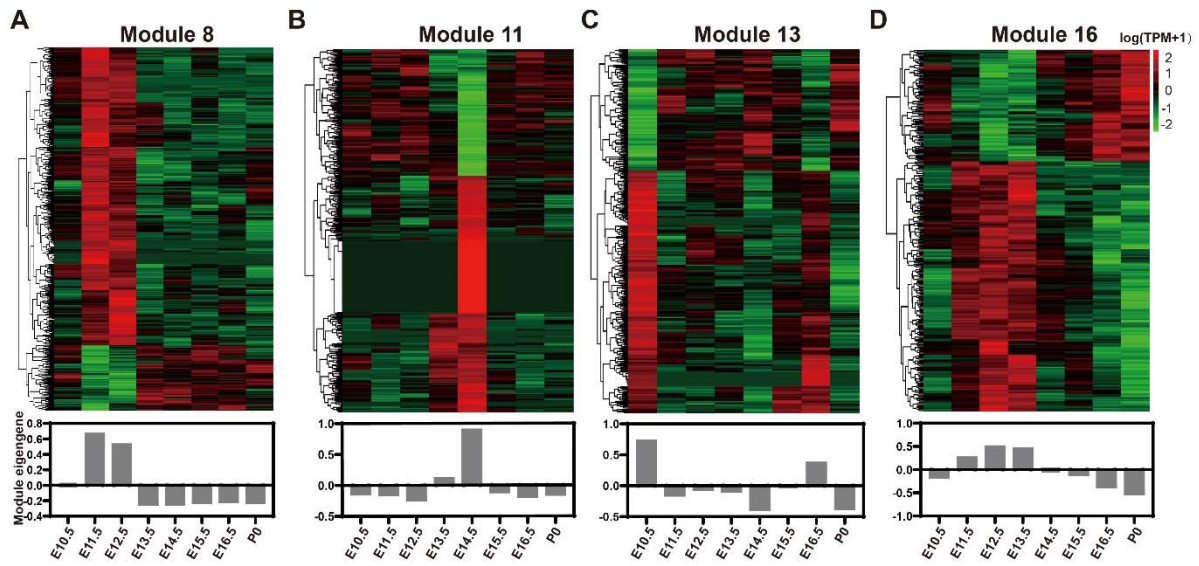 A
Module 8
B
Module 11
C
Module 13
D
Module 16
log(TPM+1)
2
1
0
-1
-2
Module eigengene
0.8
0.6
0.4
0.2
0.0
-0.2
-0.4
E10.5
E11.5
E12.5
E13.5
E14.5
E15.5
E16.5
P0
1.0
0.5
0.0
-0.5
E10.5
E11.5
E12.5
E13.5
E14.5
E15.5
E16.5
P0
1.0
0.5
0.0
-0.5
E10.5
E11.5
E12.5
E13.5
E14.5
E15.5
E16.5
P0
1.0
0.5
0.0
-0.5
-1.0
E10.5
E11.5
E12.5
E13.5
E14.5
E15.5
E16.5
P0